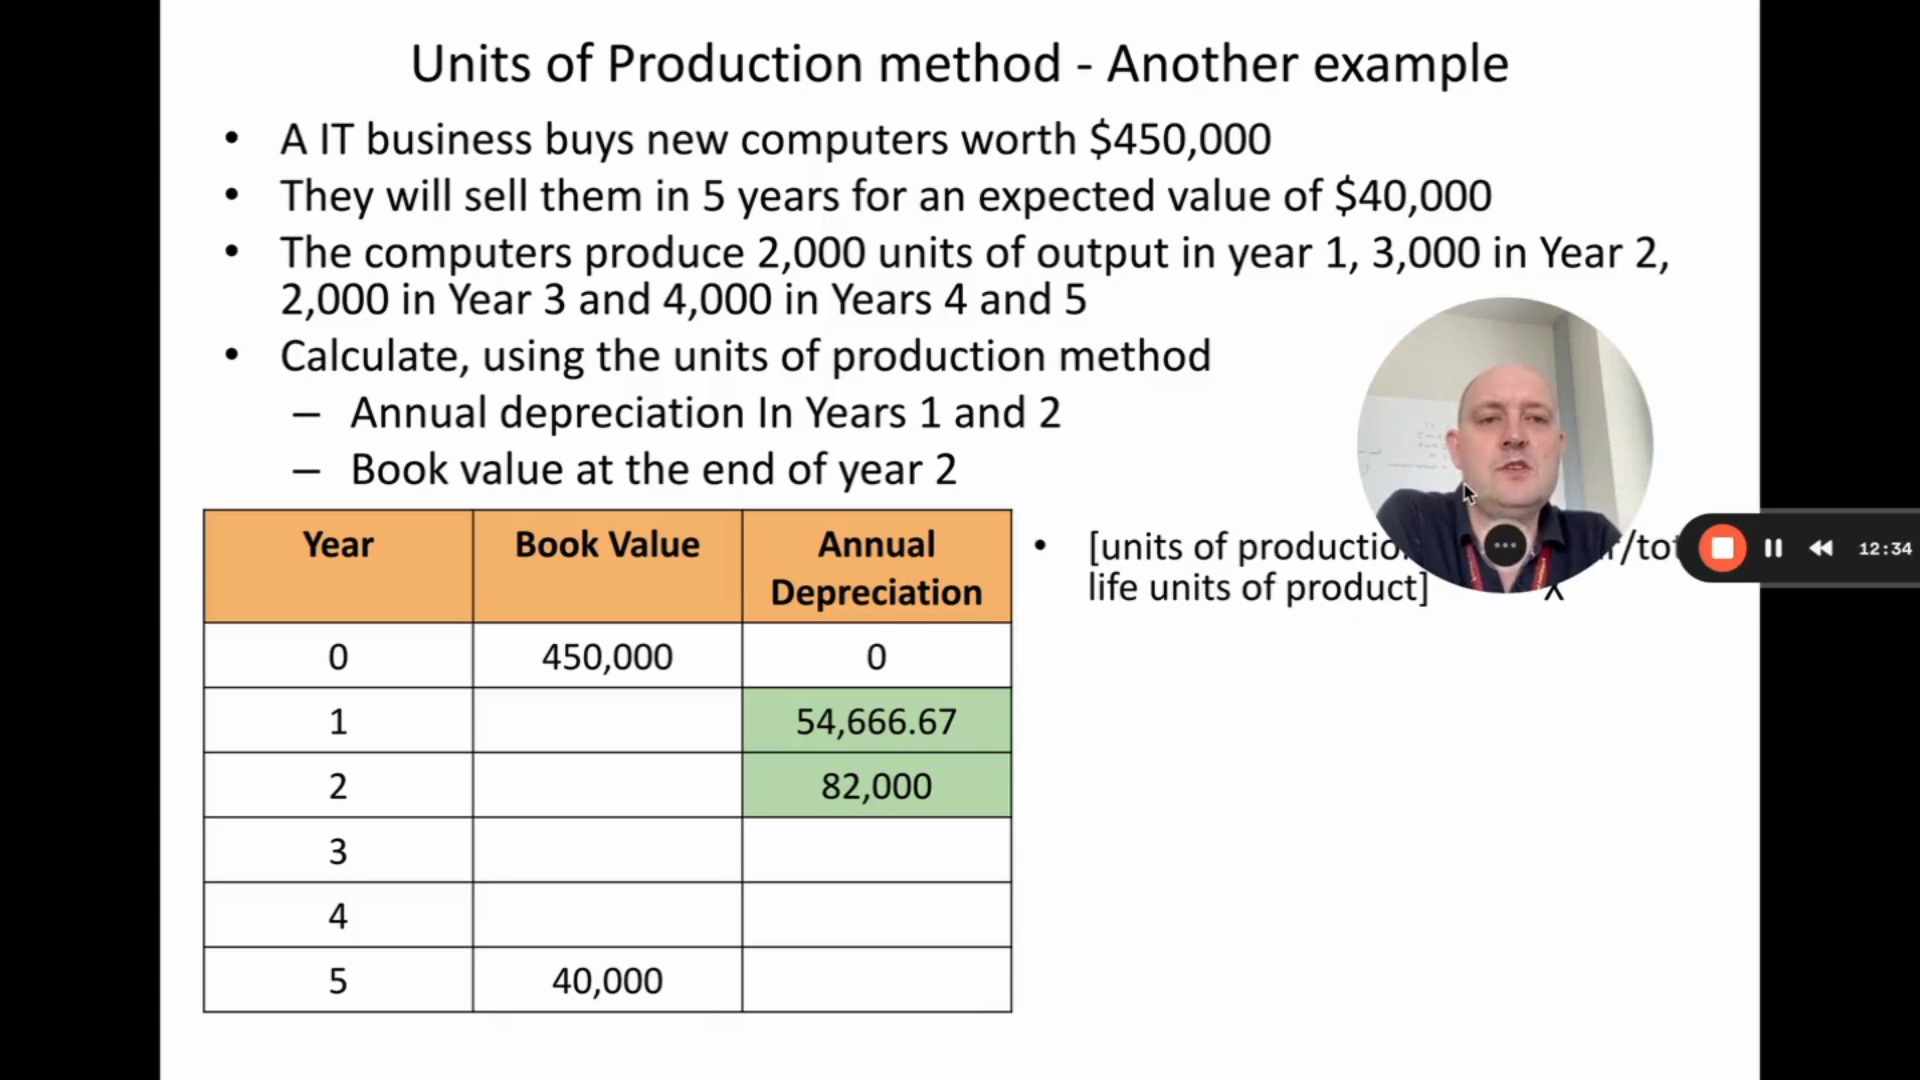 Units of Production method - Another example
• A IT business buys new computers worth $450,000
• They will sell them in 5 years for an expected value of $40,000
• The computers produce 2,000 units of output in year 1, 3,000 in Year 2,
2,000 in Year 3 and 4,000 in Years 4 and 5
• Calculate, using the units of production method
– Annual depreciation In Years 1 and 2
– Book value at the end of year 2
Year Book Value Annual
Depreciation
0 450,000 0
1 54,666.67
2 82,000
3
4
5 40,000
• [units of
life units of product]
12:34